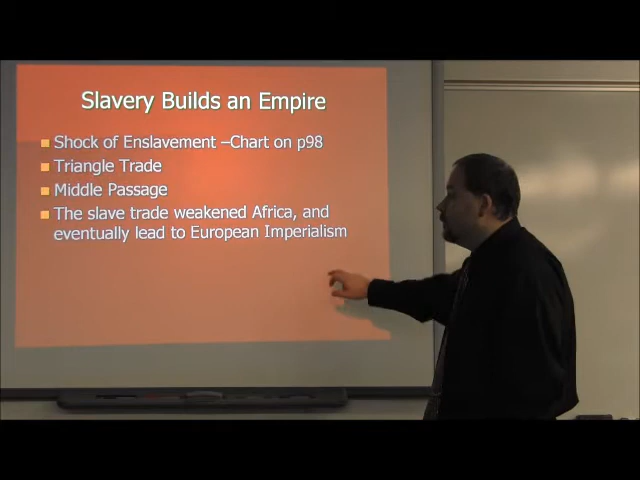 Slavery Builds an Empire
Shock of Enslavement –Chart on p98
Triangle Trade
Middle Passage
The slave trade weakened Africa, and
eventually lead to European Imperialism